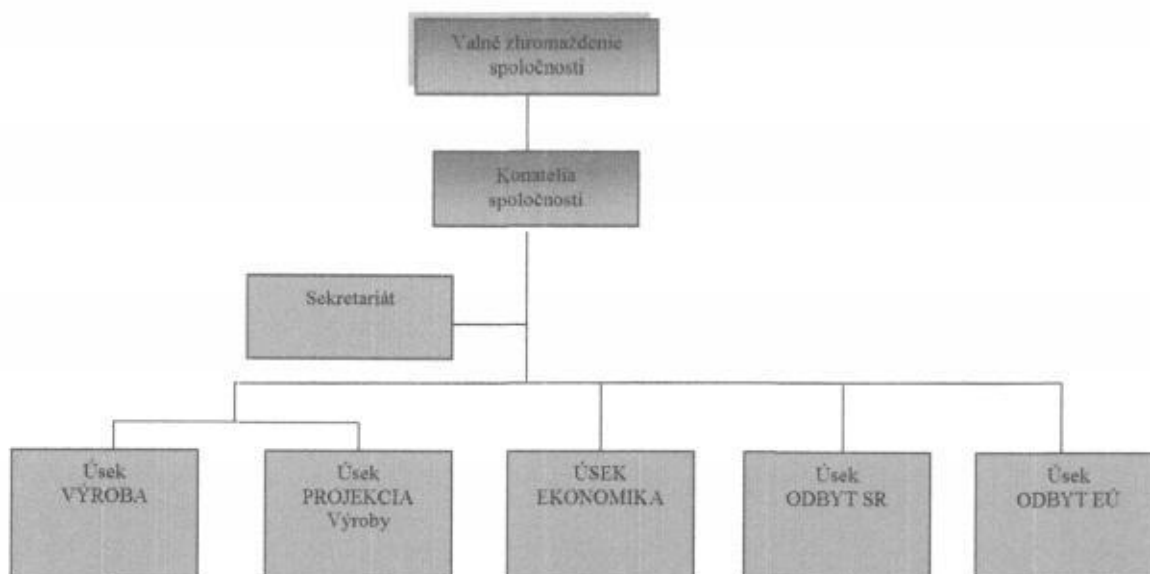 Valné zhromaždenie
spoločnosti
Konatelia
spoločnosti
Sekretariát
Úsek
VÝROBA
Úsek
PROJEKCIA
Výroby
ÚSEK
EKONOMIKA
Úsek
ODBYT SR
Úsek
ODBYT EÚ